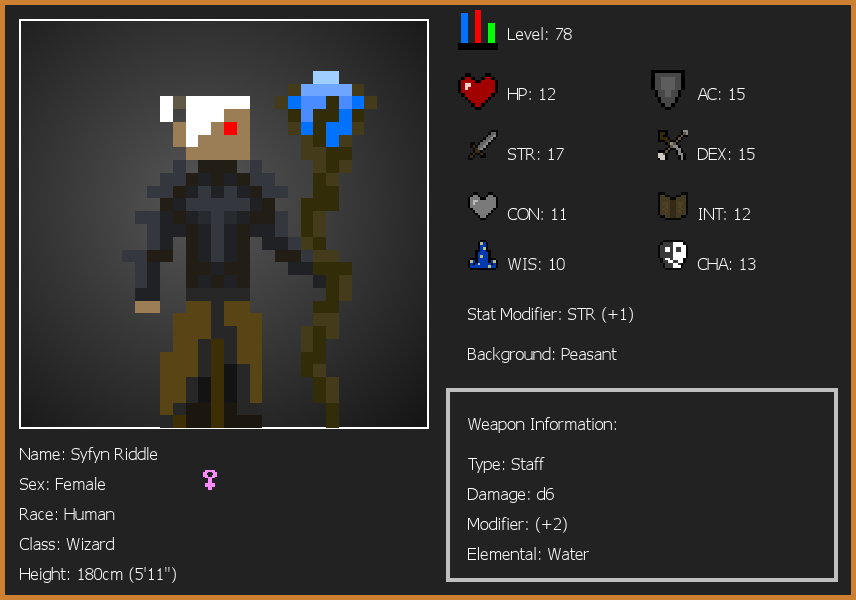 Level: 78
HP: 12
AC: 15
STR: 17
DEX: 15
CON: 11
INT: 12
WIS: 10
CHA: 13
Stat Modifier: STR (+1)
Background: Peasant
Weapon Information:
Type: Staff
Damage: d6
Modifier: (+2)
Elemental: Water
Name: Syfyn Riddle
Sex: Female
Race: Human
Class: Wizard
Height: 180cm (5'11")